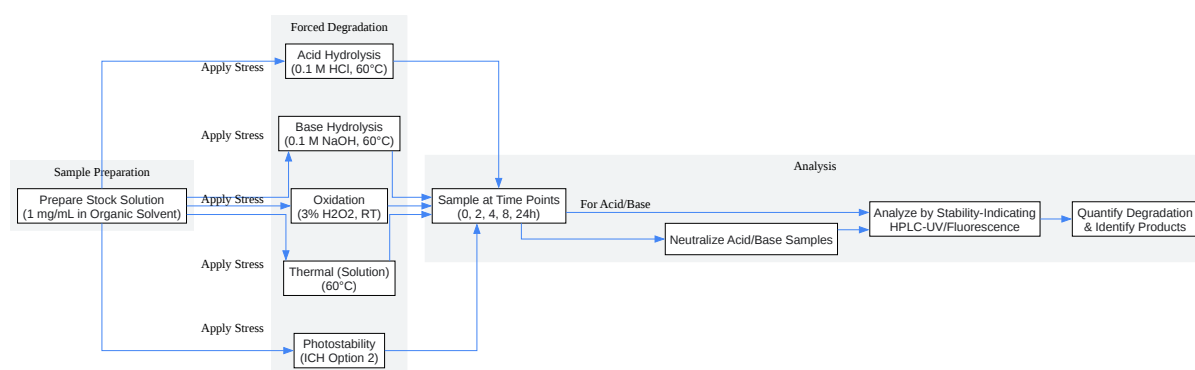 Forced Degradation
Acid Hydrolysis
(0.1 M HCl, 60°C)
Apply Stress
Base Hydrolysis
(0.1 M NaOH, 60°C)
Apply Stress
Sample Preparation
Analysis
Prepare Stock Solution
(1 mg/mL in Organic Solvent)
Apply Stress
Oxidation
(3% H2O2, RT)
Sample at Time Points
(0, 2, 4, 8, 24h)
For Acid/Base
Neutralize Acid/Base Samples
Analyze by Stability-Indicating
HPLC-UV/Fluorescence
Quantify Degradation
& Identify Products
Apply Stress
Thermal (Solution)
(60°C)
Apply Stress
Photostability
(ICH Option 2)